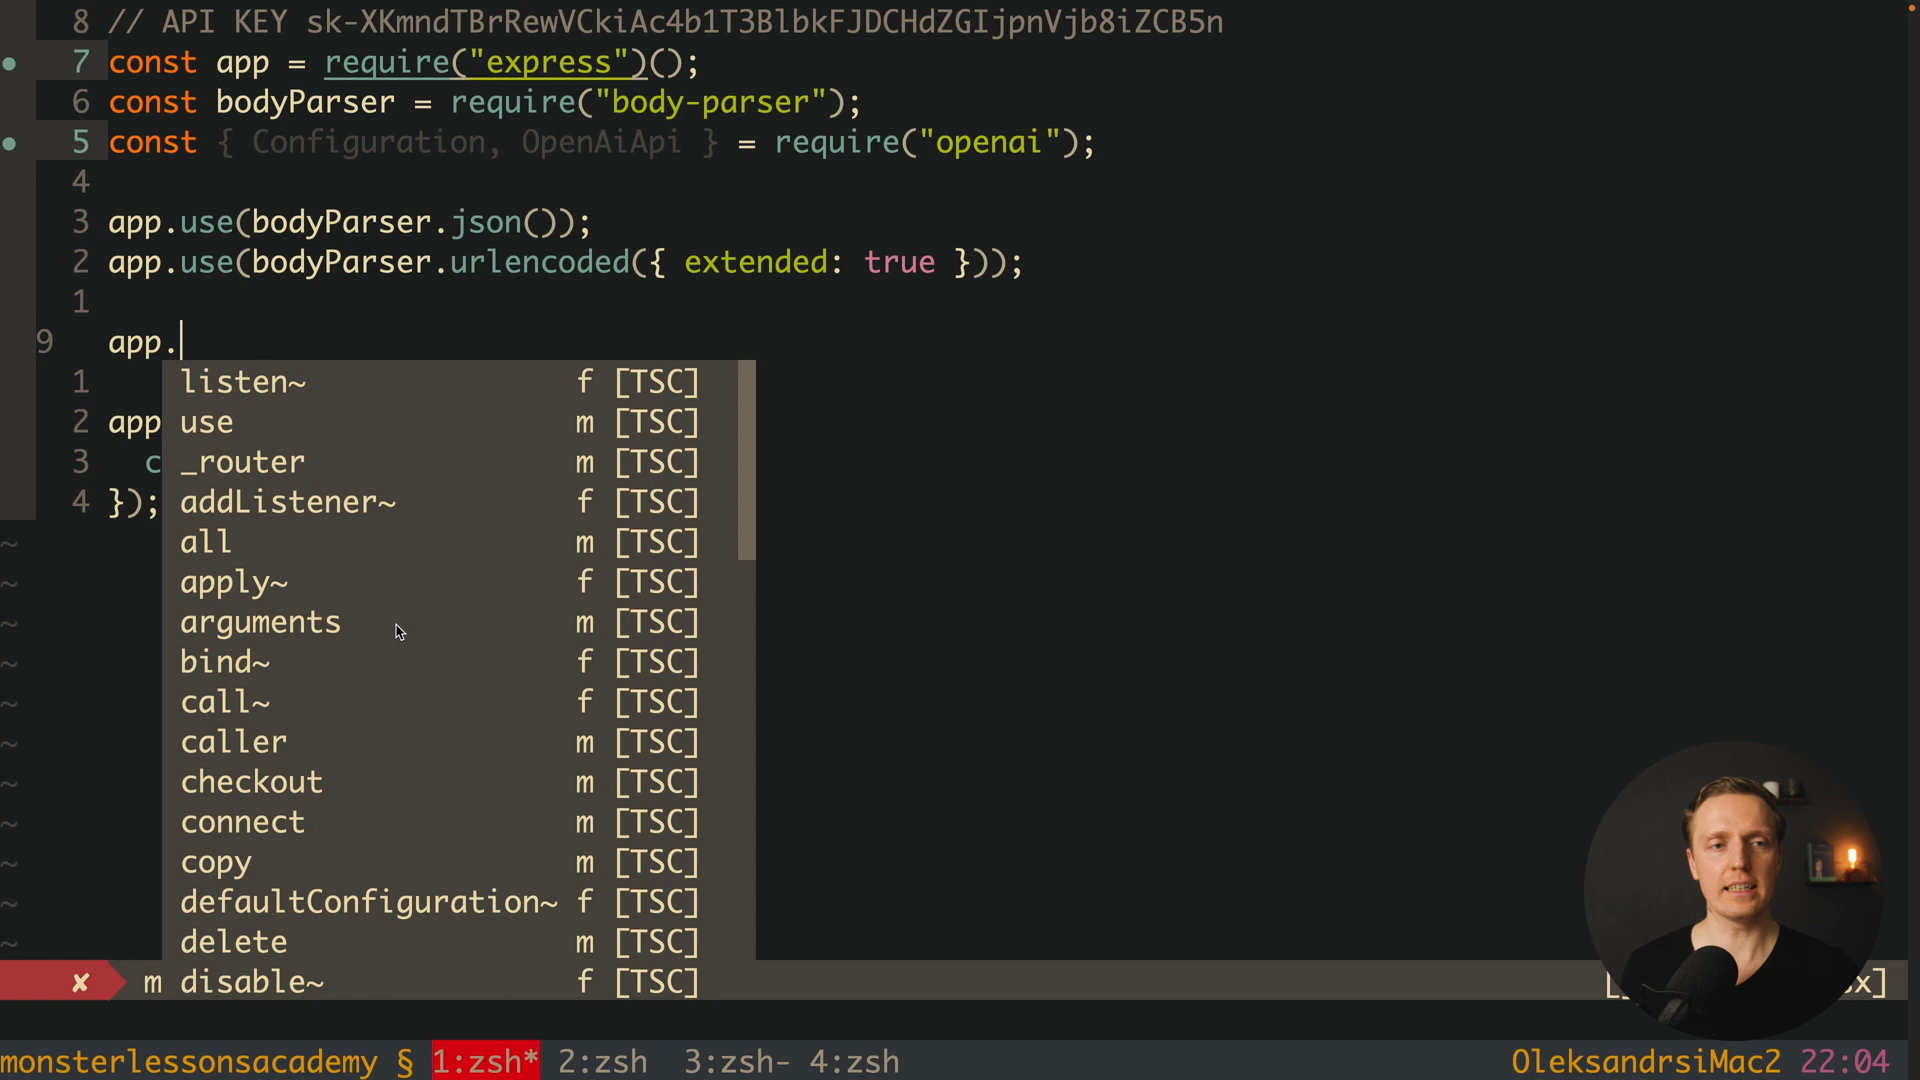 8 // API KEY 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
7 const app = require("express")();
6 const bodyParser = require("body-parser");
5 const { Configuration, OpenAiApi } = require("openai");
4
3 app.use(bodyParser.json());
2 app.use(bodyParser.urlencoded({ extended: true }));
1
9 app.
1 listen~ f [TSC]
2 app use m [TSC]
3 c _router m [TSC]
4 }); addListener~ f [TSC]
~ all m [TSC]
~ apply~ f [TSC]
~ arguments m [TSC]
~ bind~ f [TSC]
~ call~ f [TSC]
~ caller m [TSC]
~ checkout m [TSC]
~ connect m [TSC]
~ copy m [TSC]
~ defaultConfiguration~ f [TSC]
~ delete m [TSC]
✘ m disable~ f [TSC] x]
monsterlessonsacademy § 1:zsh* 2:zsh 3:zsh- 4:zsh OleksandrsiMac2 22:04